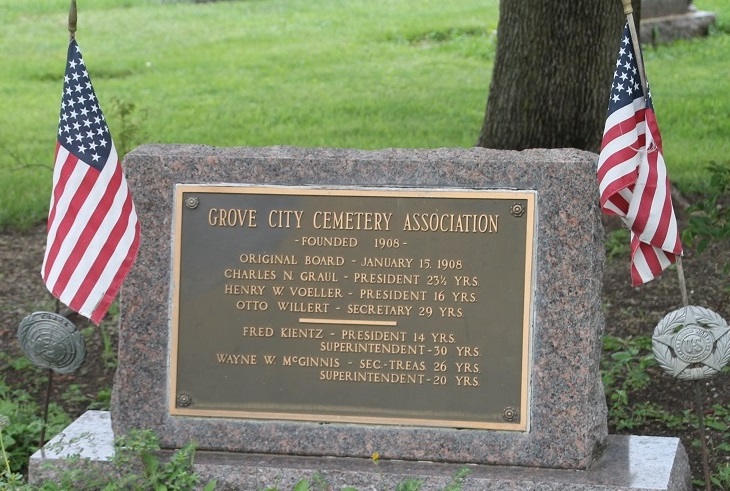 GROVE CITY CEMETERY ASSOCIATION
- FOUNDED 1908 -
ORIGINAL BOARD - JANUARY 15, 1908
CHARLES N. GRAUL - PRESIDENT 23½ YRS.
HENRY W. VOELLER - PRESIDENT 16 YRS.
OTTO WILLERT - SECRETARY 29 YRS.
FRED KIENTZ - PRESIDENT 14 YRS.
SUPERINTENDENT - 30 YRS.
WAYNE W. McGINNIS - SEC.-TREAS. 26 YRS.
SUPERINTENDENT - 20 YRS.